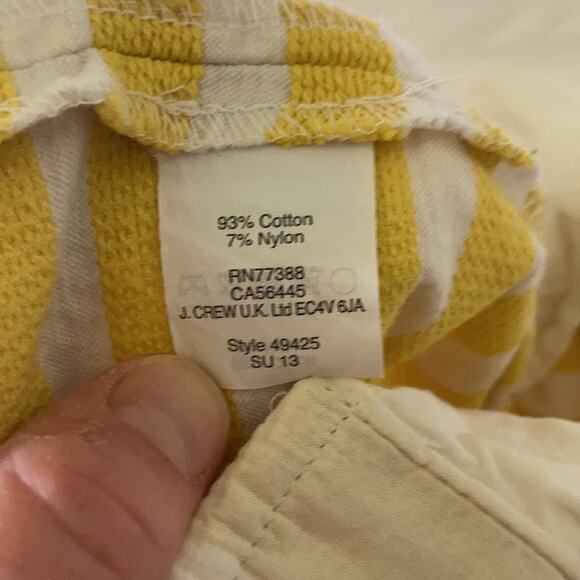 93% Cotton
7% Nylon
RN77388
CA56445
J. CREW U.K. Ltd EC4V 6JA
Style 49425
SU 13